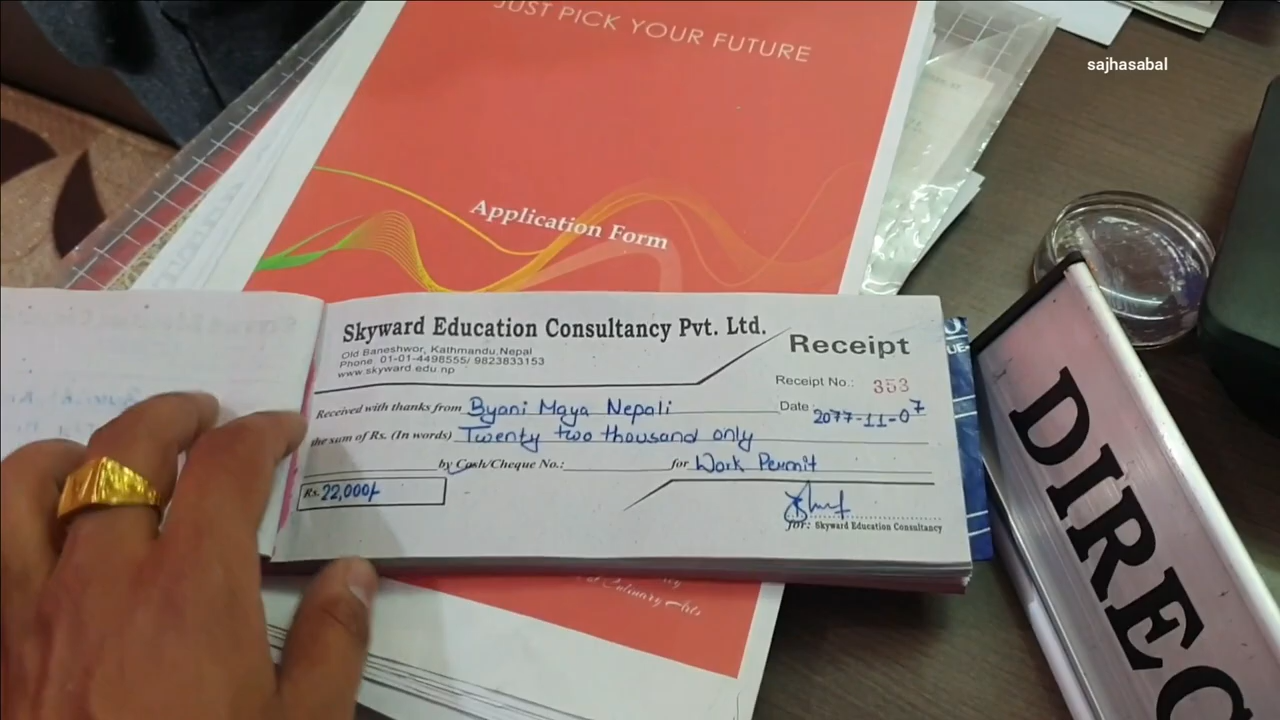 sajhasabal
JUST PICK YOUR FUTURE
Application Form
Skyward Education Consultancy Pvt. Ltd.
Old Baneshwor, Kathmandu, Nepal
Phone: 01-01-4498555/ 9823833153
www.skyward.edu.np
Receipt
Receipt No.: 353
Date: 2077-11-07
Received with thanks from Byani Maya Nepali
the sum of Rs. (In words) Twenty two thousand only
by Cash/Cheque No.: for Work Permit
Rs. 22,000/-
for: Skyward Education Consultancy
Culinary Arts
DIREC